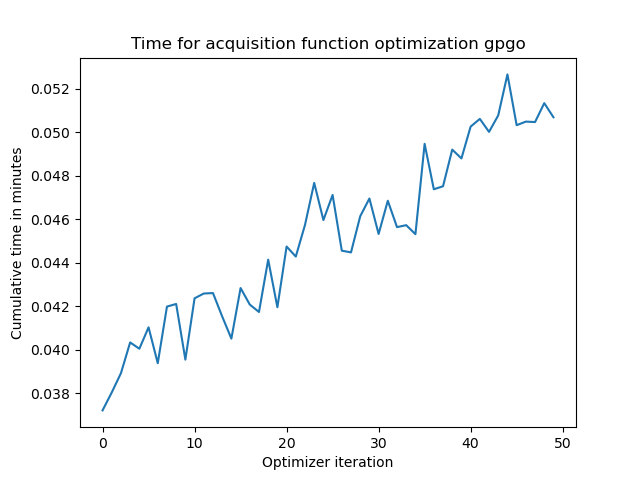 Time for acquisition function optimization gpgo
Cumulative time in minutes
0.052
0.050
0.048
0.046
0.044
0.042
0.040
0.038
0 10 20 30 40 50
Optimizer iteration